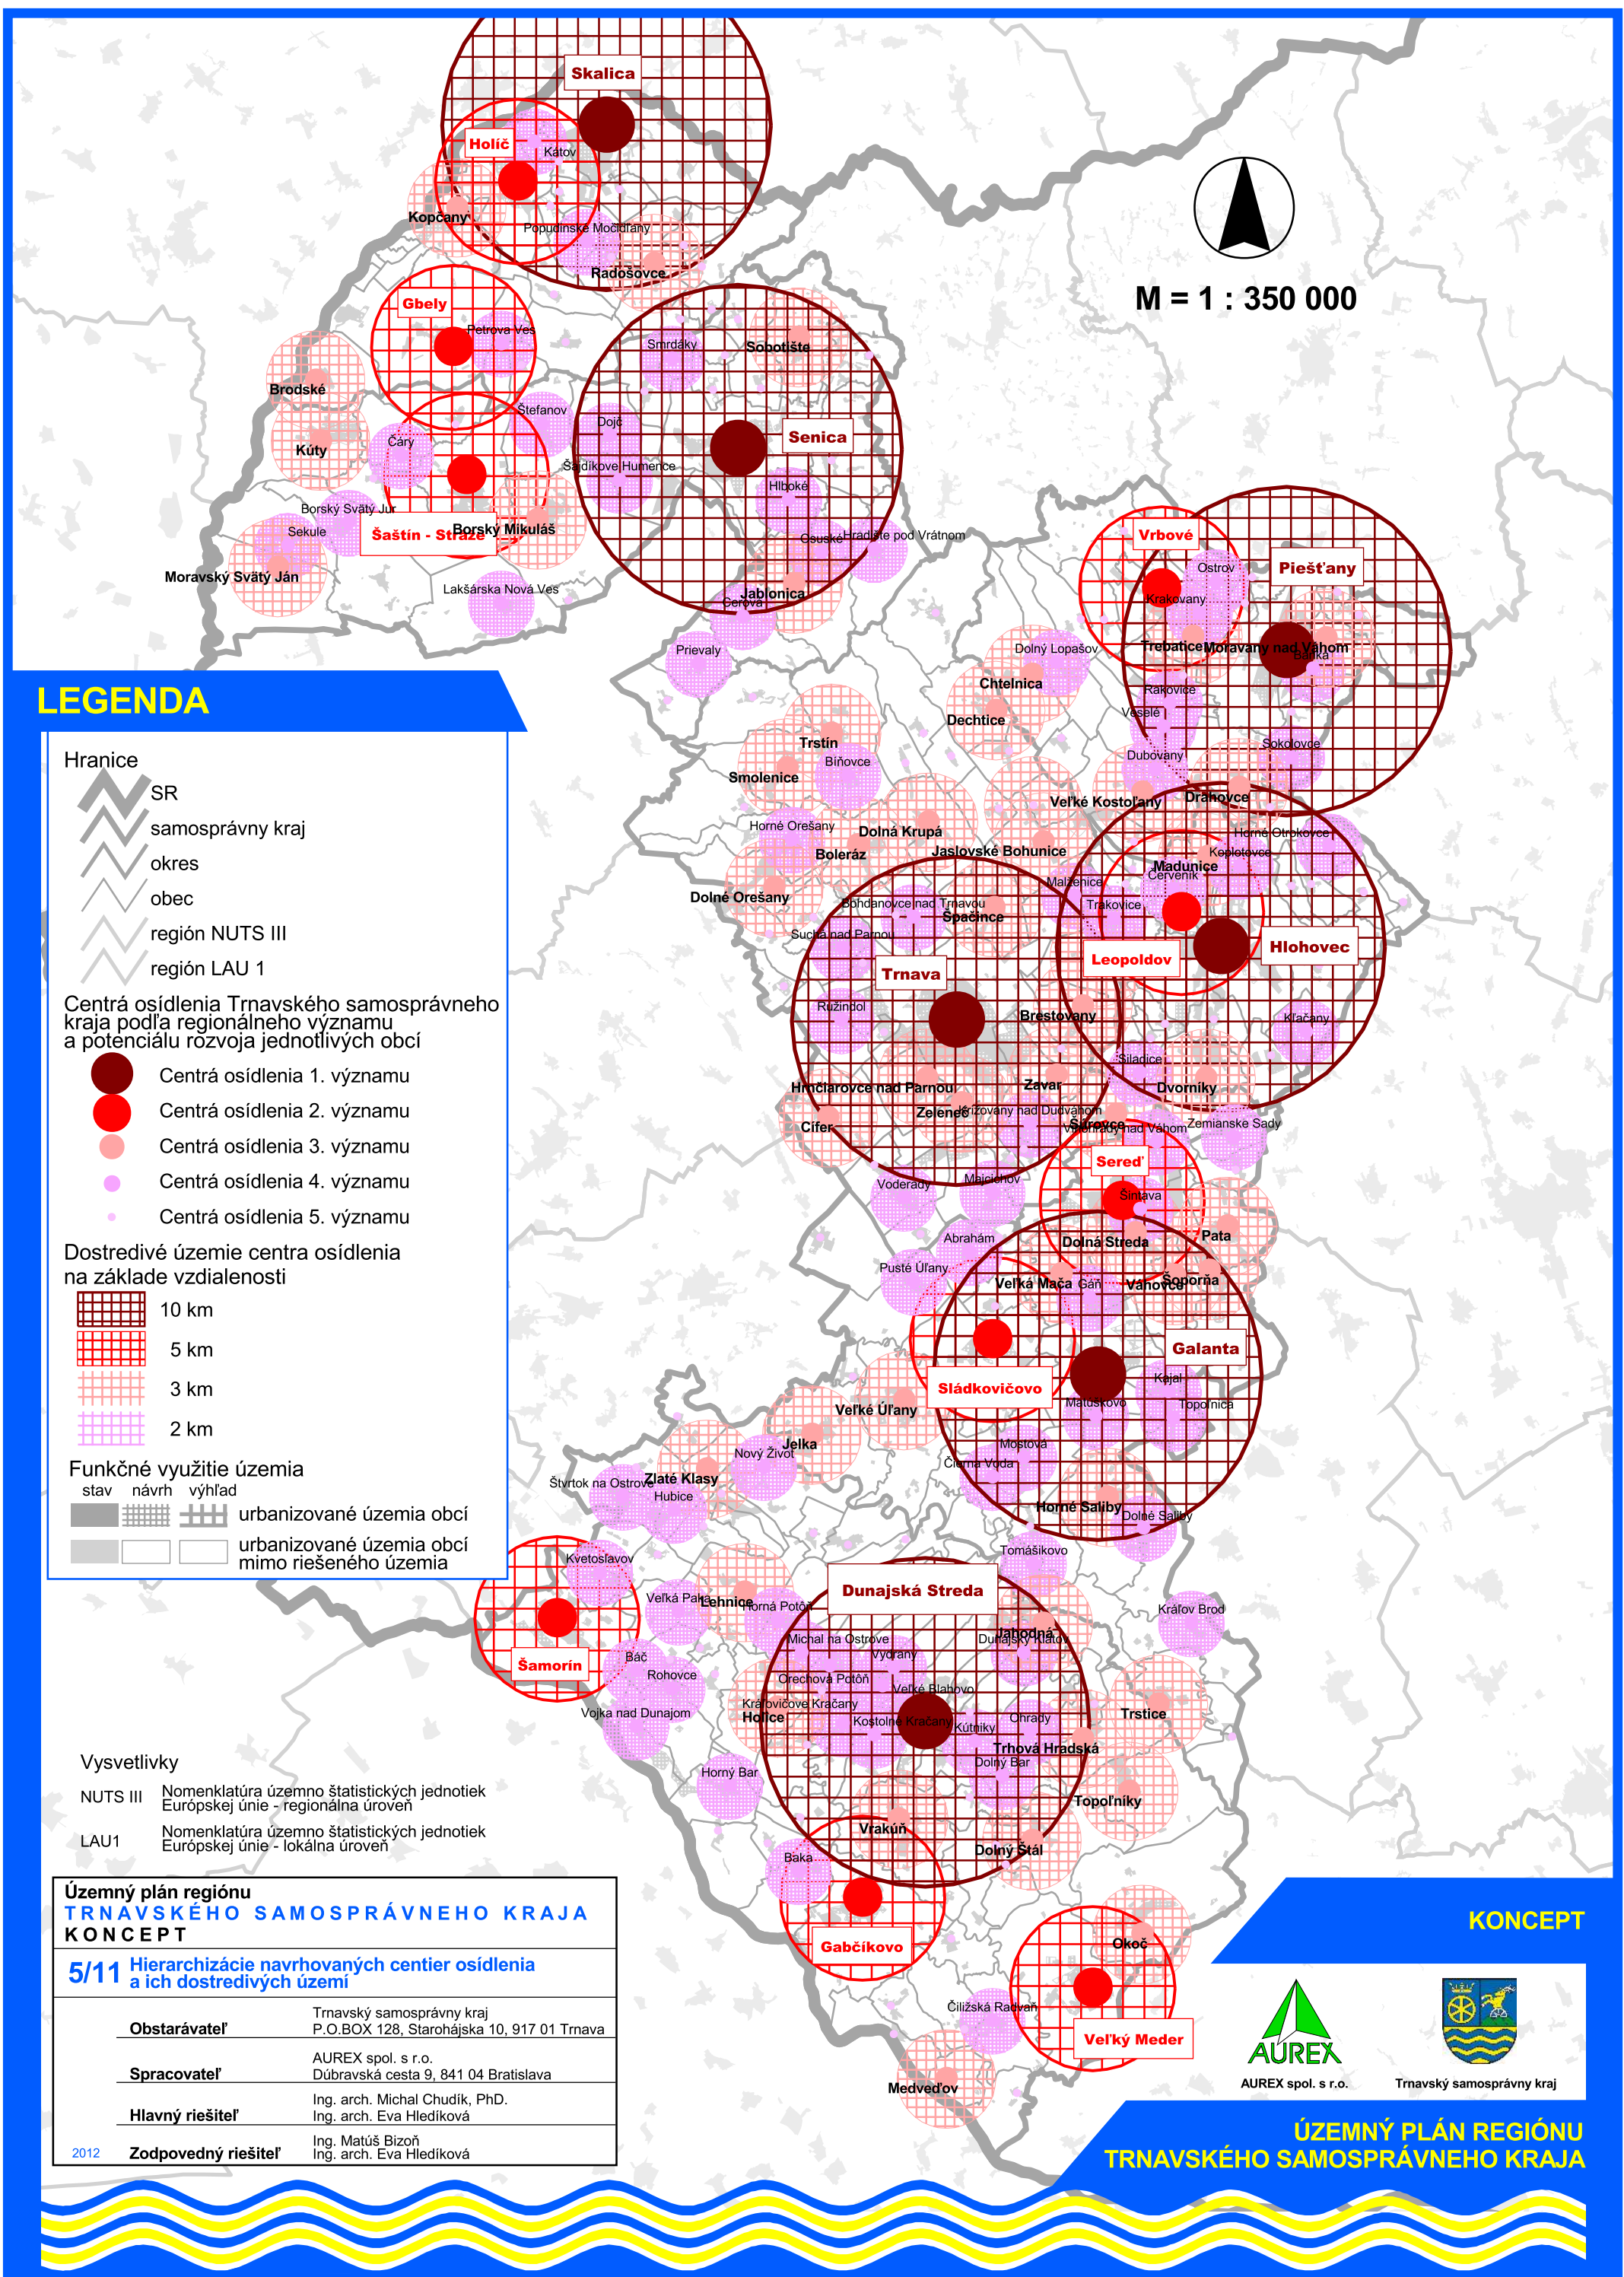 Skalica
Holíč
Katov
Kopčany
Popudinské Močidľany
Radošovce
M = 1 : 350 000
Gbely
Petrova Ves
Smrdáky
Sobotište
Brodské
Štefanov
Dojč
Senica
Kúty
Čáry
Šajdíkove Humence
Hlboké
Borský Svätý Jur
Sekule
Šaštín - Stráže
Borský Mikuláš
Osuské
Hradište pod Vrátnom
Vrbové
Piešťany
Ostrov
Moravský Svätý Ján
Lakšárska Nová Ves
Jablonica
Cerová
Krakovany
Prievaly
Dolný Lopašov
Trebatice
Moravany nad Váhom
Banka
Chtelnica
Rakovice
Dechtice
Veselé
Trstín
Biňovce
Dubovany
Sokolovce
Smolenice
Veľké Kostoľany
Drahovce
Horné Orešany
Dolná Krupá
Horné Otrokovce
Boleráz
Jaslovské Bohunice
Koplotovce
Madunice
Červeník
Malženice
Dolné Orešany
Bohdanovce nad Trnavou
Trakovice
Špačince
Suchá nad Parnou
Hlohovec
Leopoldov
Trnava
Ružindol
Brestovany
Kľačany
Siladice
Hrnčiarovce nad Parnou
Zavar
Dvorníky
Zeleneč
Križovany nad Dudváhom
Cífer
Šúrovce
Vinohrady nad Váhom
Zemianske Sady
Sereď
Voderady
Majcichov
Šintava
Abrahám
Dolná Streda
Pata
Pusté Úľany
Veľká Mača
Gáň
Váhovce
Šoporňa
Galanta
Sládkovičovo
Kajal
Matúškovo
Topoľnica
Veľké Úľany
Jelka
Nový Život
Mostová
Čierna Voda
Štvrtok na Ostrove
Zlaté Klasy
Hubice
Horné Saliby
Dolné Saliby
Kvetoslavov
Tomášikovo
Dunajská Streda
Veľká Paka
Lehnice
Horná Potôň
Kráľov Brod
Jahodná
Michal na Ostrove
Dunajský Klátov
Vydrany
Šamorín
Báč
Rohovce
Orechová Potôň
Veľké Blahovo
Kráľovičove Kračany
Holice
Vojka nad Dunajom
Kostolné Kračany
Kútniky
Ohrady
Trstice
Trhová Hradská
Dolný Bar
Horný Bar
Topoľníky
Vrakúň
Dolný Štál
Baka
Gabčíkovo
Okoč
Čiližská Radvaň
Veľký Meder
Medveďov
LEGENDA
Hranice
SR
samosprávny kraj
okres
obec
región NUTS III
región LAU 1
Centrá osídlenia Trnavského samosprávneho
kraja podľa regionálneho významu
a potenciálu rozvoja jednotlivých obcí
Centrá osídlenia 1. významu
Centrá osídlenia 2. významu
Centrá osídlenia 3. významu
Centrá osídlenia 4. významu
Centrá osídlenia 5. významu
Dostredivé územie centra osídlenia
na základe vzdialenosti
10 km
5 km
3 km
2 km
Funkčné využitie územia
stav návrh výhľad
urbanizované územia obcí
urbanizované územia obcí
mimo riešeného územia
Vysvetlivky
NUTS III Nomenklatúra územno štatistických jednotiek
Európskej únie - regionálna úroveň
LAU1 Nomenklatúra územno štatistických jednotiek
Európskej únie - lokálna úroveň
Územný plán regiónu
TRNAVSKÉHO SAMOSPRÁVNEHO KRAJA
KONCEPT
5/11 Hierarchizácie navrhovaných centier osídlenia
a ich dostredivých území
Obstarávateľ Trnavský samosprávny kraj
P.O.BOX 128, Starohájska 10, 917 01 Trnava
Spracovateľ AUREX spol. s r.o.
Dúbravská cesta 9, 841 04 Bratislava
Hlavný riešiteľ Ing. arch. Michal Chudík, PhD.
Ing. arch. Eva Hledíková
2012 Zodpovedný riešiteľ Ing. Matúš Bizoň
Ing. arch. Eva Hledíková
KONCEPT
AUREX
AUREX spol. s r.o.
Trnavský samosprávny kraj
ÚZEMNÝ PLÁN REGIÓNU
TRNAVSKÉHO SAMOSPRÁVNEHO KRAJA